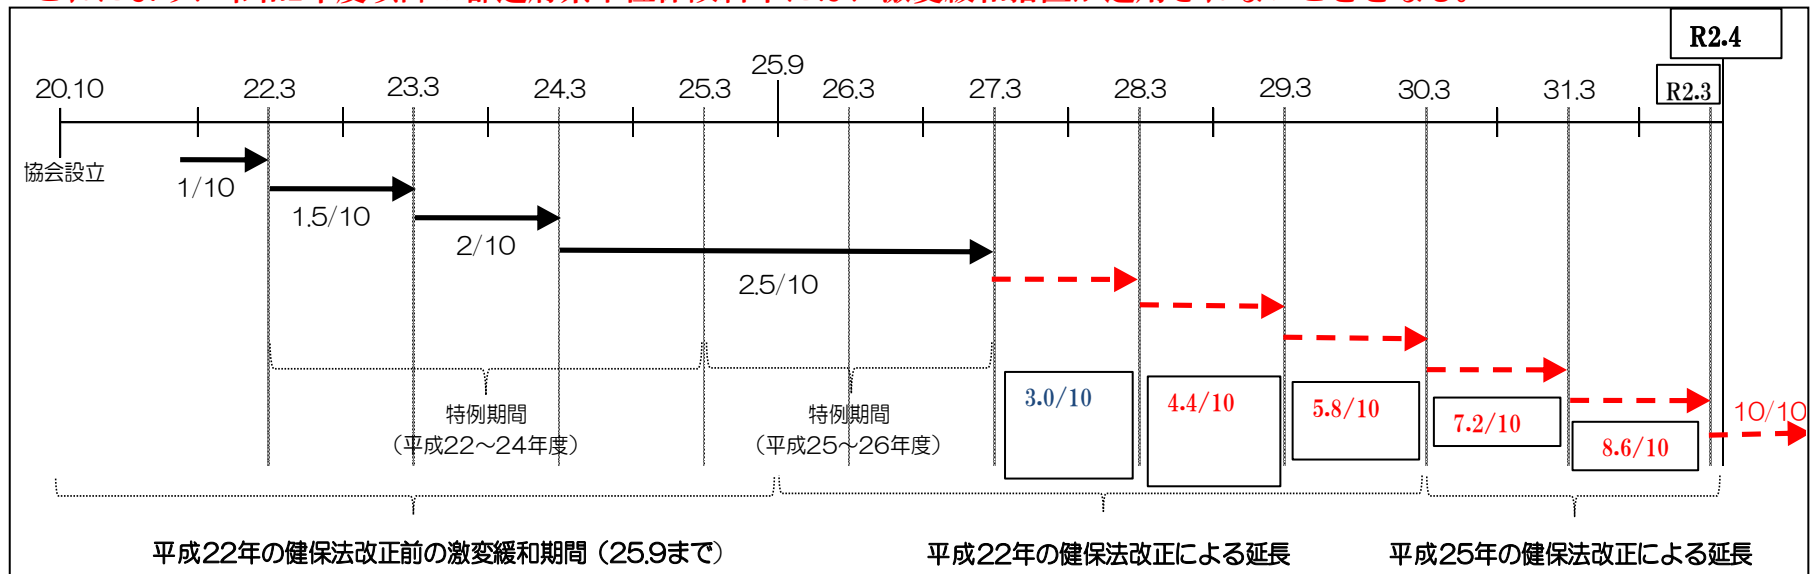 R2.4
25.9
20.10 22.3 23.3 24.3 25.3 26.3 27.3 28.3 29.3 30.3 31.3 R2.3
協会設立
1/10
1.5/10
2/10
2.5/10
3.0/10
4.4/10
5.8/10
7.2/10
8.6/10
10/10
特例期間
（平成22～24年度）
特例期間
（平成25～26年度）
平成22年の健保法改正前の激変緩和期間（25.9まで）
平成22年の健保法改正による延長
平成25年の健保法改正による延長